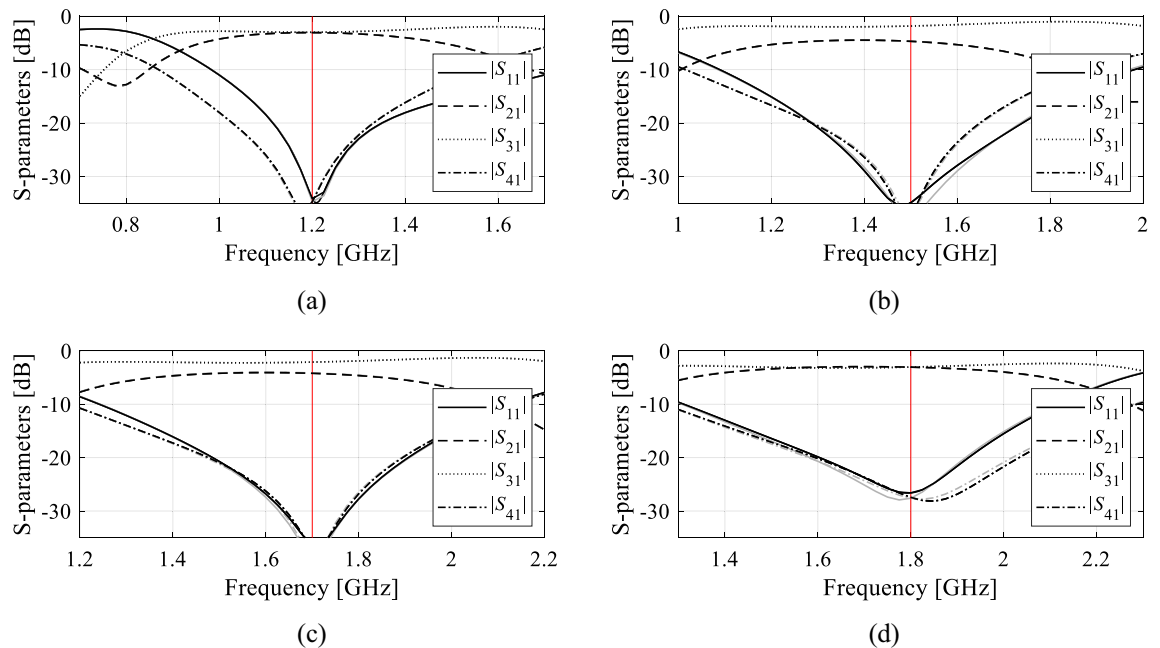 S-parameters [dB]
0
-10
-20
-30
0.8
1
1.2
1.4
1.6
Frequency [GHz]
|S11|
|S21|
|S31|
|S41|
(a)
S-parameters [dB]
0
-10
-20
-30
1
1.2
1.4
1.6
1.8
2
Frequency [GHz]
|S11|
|S21|
|S31|
|S41|
(b)
S-parameters [dB]
0
-10
-20
-30
1.2
1.4
1.6
1.8
2
2.2
Frequency [GHz]
|S11|
|S21|
|S31|
|S41|
(c)
S-parameters [dB]
0
-10
-20
-30
1.4
1.6
1.8
2
2.2
Frequency [GHz]
|S11|
|S21|
|S31|
|S41|
(d)